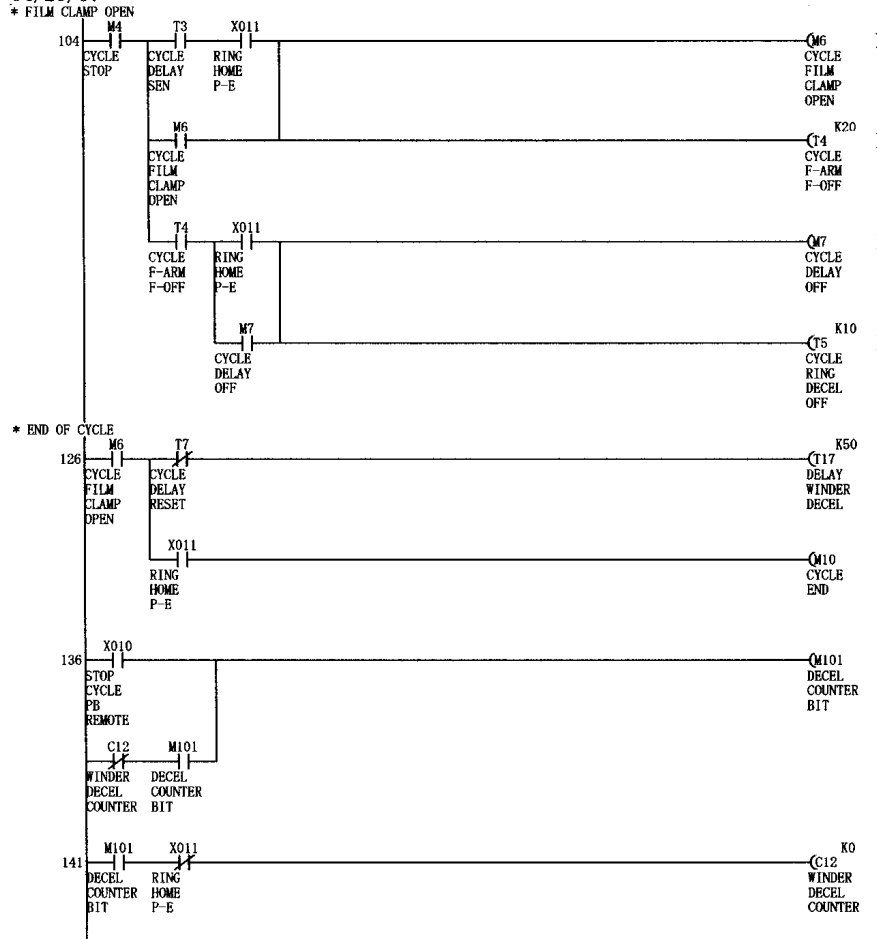 * FILM CLAMP OPEN
M4 T3 X011
104 (M6
CYCLE CYCLE RING CYCLE
STOP DELAY HOME FILM
SEN P-E CLAMP
OPEN
M6 K20
(T4
CYCLE CYCLE
FILM F-ARM
CLAMP F-OFF
OPEN
T4 X011
(M7
CYCLE RING CYCLE
F-ARM HOME DELAY
F-OFF P-E OFF
M7 K10
(T5
CYCLE CYCLE
DELAY RING
OFF DECEL
OFF
* END OF CYCLE
M6 T7 K50
126 (T17
CYCLE CYCLE DELAY
FILM DELAY WINDER
CLAMP RESET DECEL
OPEN
X011
(M10
RING CYCLE
HOME END
P-E
X010
136 (M101
STOP DECEL
CYCLE COUNTER
PB BIT
REMOTE
C12 M101
WINDER DECEL
DECEL COUNTER
COUNTER BIT
M101 X011 K0
141 (C12
DECEL RING WINDER
COUNTER HOME DECEL
BIT P-E COUNTER